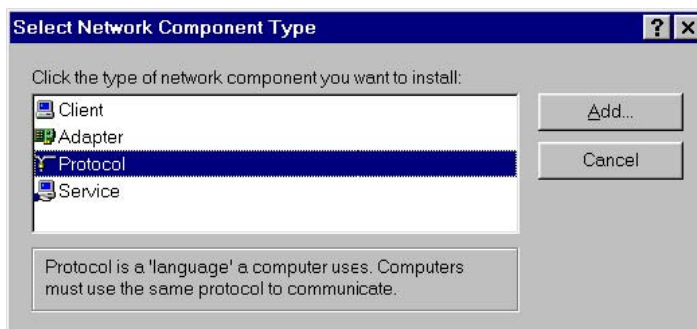 Select Network Component Type
Click the type of network component you want to install:
Client
Adapter
Protocol
Service
Add...
Cancel
Protocol is a 'language' a computer uses. Computers
must use the same protocol to communicate.